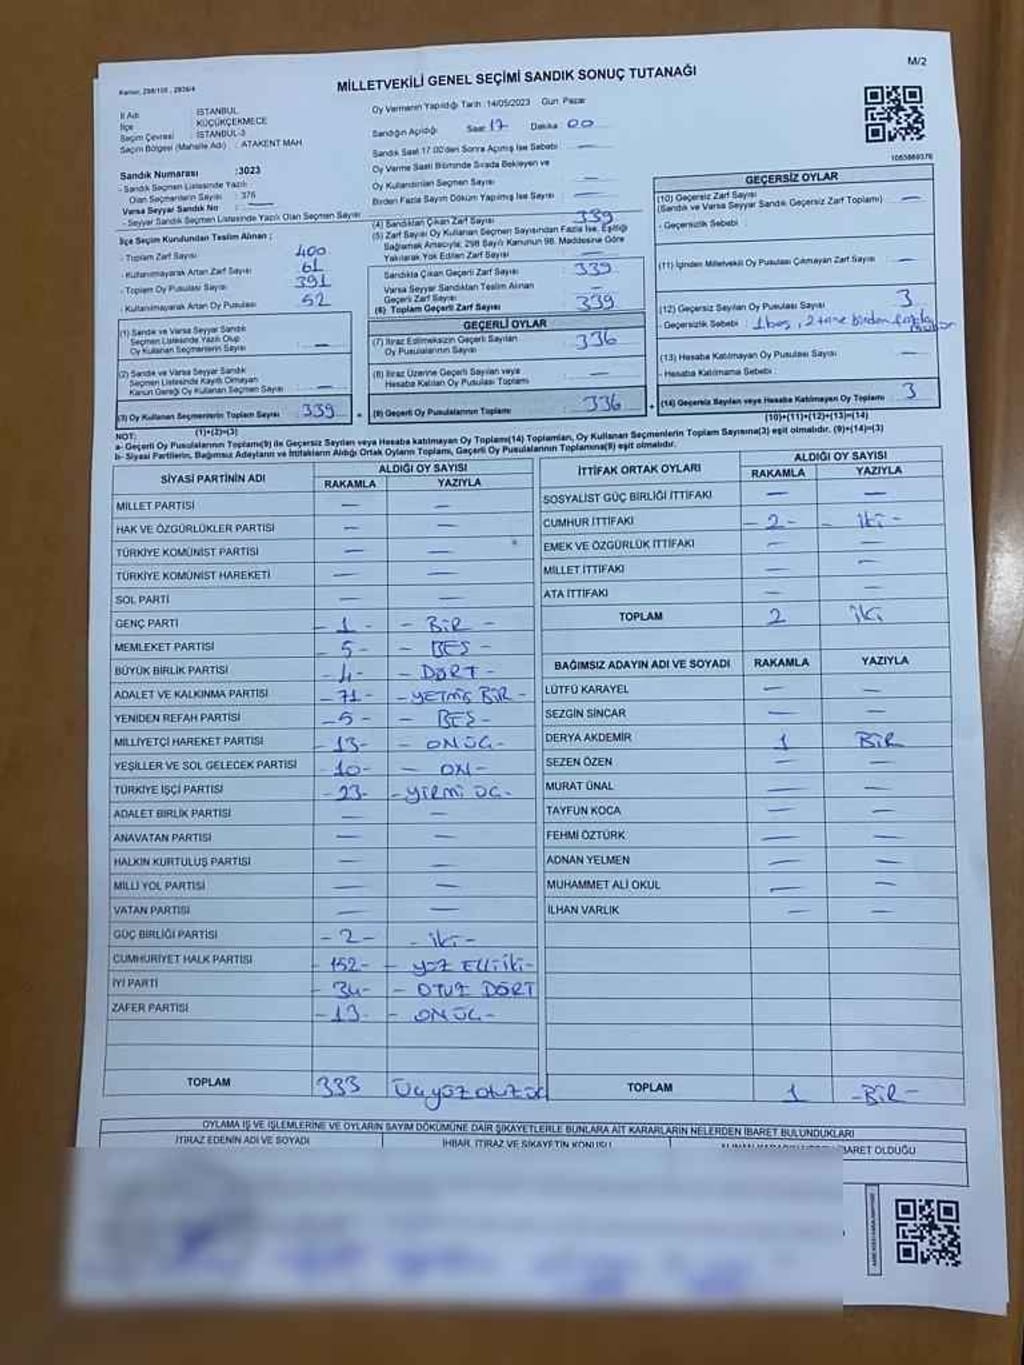 M/2
Kanun, 298/105 , 2839/4
MİLLETVEKİLİ GENEL SEÇİMİ SANDIK SONUÇ TUTANAĞI
İl Adı : İSTANBUL
İlçe : KÜÇÜKÇEKMECE
Seçim Çevresi : İSTANBUL-3
Seçim Bölgesi (Mahalle Adı) : ATAKENT MAH
Oy Vermenin Yapıldığı Tarih :14/05/2023 Gün: Pazar
Sandığın Açıldığı Saat 17 Dakika 00
Sandık Saat 17:00'den Sonra Açılmış İse Sebebi : —
Oy Verme Saati Bitiminde Sırada Bekleyen ve
Oy Kullandırılan Seçmen Sayısı : —
Birden Fazla Sayım Döküm Yapılmış İse Sayısı : —
1083869376
Sandık Numarası :3023
- Sandık Seçmen Listesinde Yazılı
Olan Seçmenlerin Sayısı : 376
Varsa Seyyar Sandık No : —
- Seyyar Sandık Seçmen Listesinde Yazılı Olan Seçmen Sayısı
İlçe Seçim Kurulundan Teslim Alınan ;
- Toplam Zarf Sayısı : 400
- Kullanılmayarak Artan Zarf Sayısı : 61
- Toplam Oy Pusulası Sayısı : 391
- Kullanılmayarak Artan Oy Pusulası : 52
(1) Sandık ve Varsa Seyyar Sandık
Seçmen Listesinde Yazılı Olup
Oy Kullanan Seçmenlerin Sayısı : —
(2) Sandık ve Varsa Seyyar Sandık
Seçmen Listesinde Kayıtlı Olmayan
Kanun Gereği Oy Kullanan Seçmen Sayısı : —
(3) Oy Kullanan Seçmenlerin Toplam Sayısı : 339
(1)+(2)=(3)
(4) Sandıktan Çıkan Zarf Sayısı : 339
(5) Zarf Sayısı Oy Kullanan Seçmen Sayısından Fazla İse, Eşitliği
Sağlamak Amacıyla; 298 Sayılı Kanunun 98. Maddesine Göre
Yakılarak Yok Edilen Zarf Sayısı : —
Sandıkta Çıkan Geçerli Zarf Sayısı : 339
Varsa Seyyar Sandıktan Teslim Alınan
Geçerli Zarf Sayısı : —
(6) Toplam Geçerli Zarf Sayısı : 339
GEÇERLİ OYLAR
(7) İtiraz Edilmeksizin Geçerli Sayılan
Oy Pusulalarının Sayısı : 336
(8) İtiraz Üzerine Geçerli Sayılan veya
Hesaba Katılan Oy Pusulası Toplamı : —
(9) Geçerli Oy Pusulalarının Toplamı : 336
GEÇERSİZ OYLAR
(10) Geçersiz Zarf Sayısı : —
(Sandık ve Varsa Seyyar Sandık Geçersiz Zarf Toplamı)
- Geçersizlik Sebebi :
(11) İçinden Milletvekili Oy Pusulası Çıkmayan Zarf Sayısı : —
(12) Geçersiz Sayılan Oy Pusulası Sayısı : 3
- Geçersizlik Sebebi : 1 boş, 2 tane birden fazla
(13) Hesaba Katılmayan Oy Pusulası Sayısı : —
- Hesaba Katılmama Sebebi :
(14) Geçersiz Sayılan veya Hesaba Katılmayan Oy Toplamı : 3
(10)+(11)+(12)+(13)=(14)
NOT:
a- Geçerli Oy Pusulalarının Toplamı(9) ile Geçersiz Sayılan veya Hesaba katılmayan Oy Toplamı(14) Toplamları, Oy Kullanan Seçmenlerin Toplam Sayısına(3) eşit olmalıdır. (9)+(14)=(3)
b- Siyasi Partilerin, Bağımsız Adayların ve İttifakların Aldığı Ortak Oyların Toplamı, Geçerli Oy Pusulalarının Toplamına(9) eşit olmalıdır.
SİYASİ PARTİNİN ADI ALDIĞI OY SAYISI
RAKAMLA YAZIYLA
MİLLET PARTİSİ — —
HAK VE ÖZGÜRLÜKLER PARTİSİ — —
TÜRKİYE KOMÜNİST PARTİSİ — —
TÜRKİYE KOMÜNİST HAREKETİ — —
SOL PARTİ — —
GENÇ PARTİ - 1 - - BİR -
MEMLEKET PARTİSİ - 5 - - BEŞ -
BÜYÜK BİRLİK PARTİSİ - 4 - - DÖRT -
ADALET VE KALKINMA PARTİSİ - 71 - - YETMİŞ BİR -
YENİDEN REFAH PARTİSİ - 5 - - BEŞ -
MİLLİYETÇİ HAREKET PARTİSİ - 13 - - ONÜÇ -
YEŞİLLER VE SOL GELECEK PARTİSİ - 10 - - ON -
TÜRKİYE İŞÇİ PARTİSİ - 23 - - YİRMİ ÜÇ -
ADALET BİRLİK PARTİSİ — —
ANAVATAN PARTİSİ — —
HALKIN KURTULUŞ PARTİSİ — —
MİLLİ YOL PARTİSİ — —
VATAN PARTİSİ — —
GÜÇ BİRLİĞİ PARTİSİ - 2 - - iki -
CUMHURİYET HALK PARTİSİ - 152 - - YÜZ ELLİ İKİ -
İYİ PARTİ - 34 - - OTUZ DÖRT
ZAFER PARTİSİ - 13 - - ONÜÇ -
TOPLAM 333 Üçyüz otuz üç
İTTİFAK ORTAK OYLARI ALDIĞI OY SAYISI
RAKAMLA YAZIYLA
SOSYALİST GÜÇ BİRLİĞİ İTTİFAKI — —
CUMHUR İTTİFAKI - 2 - - iki -
EMEK VE ÖZGÜRLÜK İTTİFAKI — —
MİLLET İTTİFAKI — —
ATA İTTİFAKI — —
TOPLAM 2 iki
BAĞIMSIZ ADAYIN ADI VE SOYADI RAKAMLA YAZIYLA
LÜTFÜ KARAYEL — —
SEZGİN SİNCAR — —
DERYA AKDEMİR 1 BİR
SEZEN ÖZEN — —
MURAT ÜNAL — —
TAYFUN KOCA — —
FEHMİ ÖZTÜRK — —
ADNAN YELMEN — —
MUHAMMET ALİ OKUL — —
İLHAN VARLIK — —
TOPLAM 1 - BİR -
OYLAMA İŞ VE İŞLEMLERİNE VE OYLARIN SAYIM DÖKÜMÜNE DAİR ŞİKAYETLERLE BUNLARA AİT KARARLARIN NELERDEN İBARET BULUNDUKLARI
İTİRAZ EDENİN ADI VE SOYADI İHBAR, İTİRAZ VE ŞİKAYETİN KONUSU İBARET OLDUĞU